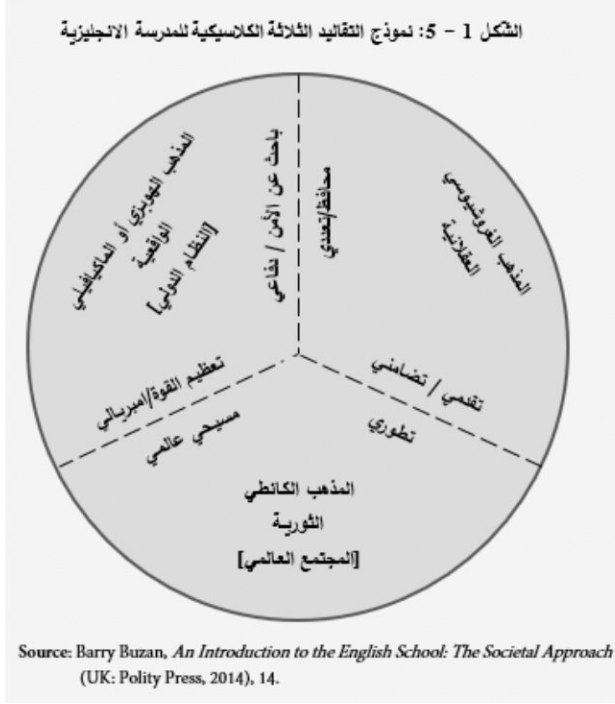 الشكل 1 – 5: نموذج التقاليد الثلاثة الكلاسيكية للمدرسة الانجليزية
المذهب الهوبزي أو الماكيافيلي
الواقعية
[النظام الدولي]
باحث عن الأمن / دفاعي
محافظ/تعددي
المذهب الغروشيوسي
العقلانية
تعظيم القوة/امبريالي
مسيحي عالمي
تقدمي / تضامني
تطوري
المذهب الكانطي
الثورية
[المجتمع العالمي]
Source: Barry Buzan, An Introduction to the English School: The Societal Approach
(UK: Polity Press, 2014), 14.